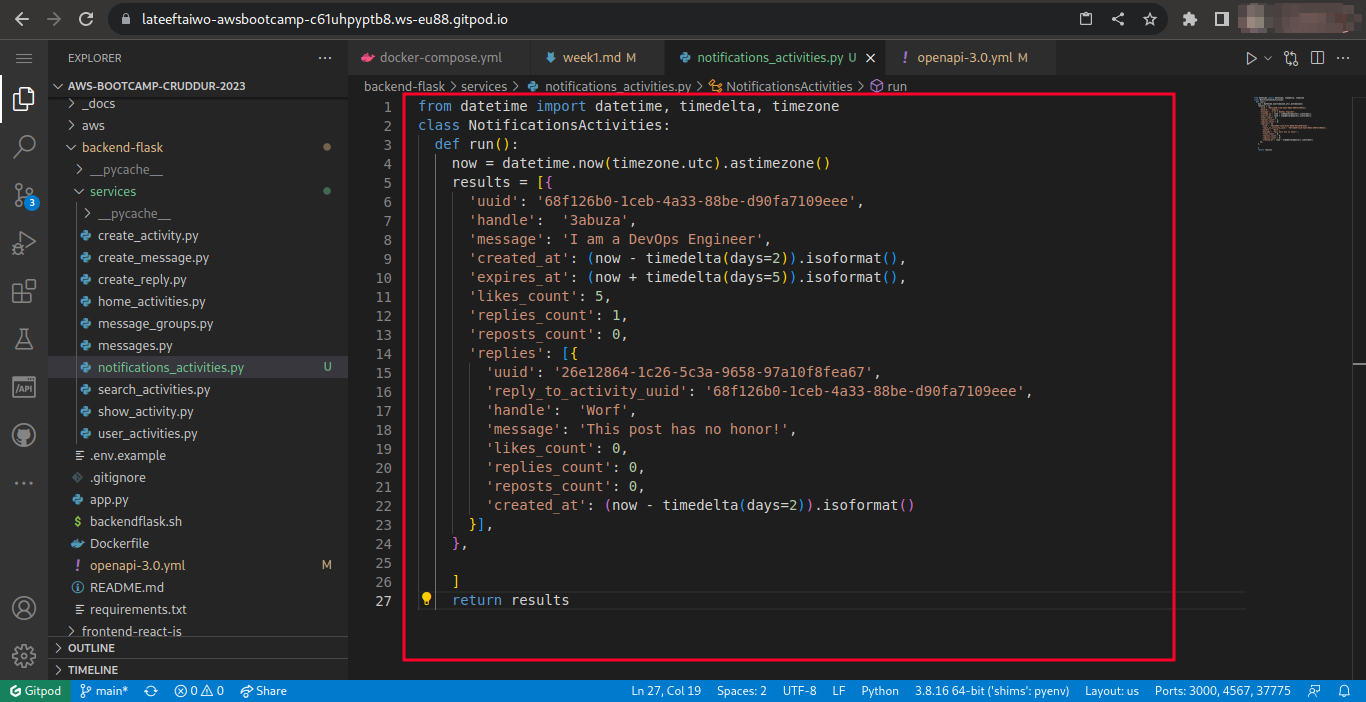 lateeftaiwo-awsbootcamp-c61uhpyptb8.ws-eu88.gitpod.io
EXPLORER
docker-compose.yml
week1.md M
notifications_activities.py U
openapi-3.0.yml M
backend-flask > services > notifications_activities.py > NotificationsActivities > run
AWS-BOOTCAMP-CRUDDUR-2023
_docs
aws
backend-flask
__pycache__
services
__pycache__
create_activity.py
create_message.py
create_reply.py
home_activities.py
message_groups.py
messages.py
notifications_activities.py U
search_activities.py
show_activity.py
user_activities.py
.env.example
.gitignore
app.py
$ backendflask.sh
Dockerfile
! openapi-3.0.yml M
README.md
requirements.txt
frontend-react-js
OUTLINE
TIMELINE
3
/API
1 from datetime import datetime, timedelta, timezone
2 class NotificationsActivities:
3   def run():
4     now = datetime.now(timezone.utc).astimezone()
5     results = [{
6       'uuid': '68f126b0-1ceb-4a33-88be-d90fa7109eee',
7       'handle':  '3abuza',
8       'message': 'I am a DevOps Engineer',
9       'created_at': (now - timedelta(days=2)).isoformat(),
10       'expires_at': (now + timedelta(days=5)).isoformat(),
11       'likes_count': 5,
12       'replies_count': 1,
13       'reposts_count': 0,
14       'replies': [{
15         'uuid': '26e12864-1c26-5c3a-9658-97a10f8fea67',
16         'reply_to_activity_uuid': '68f126b0-1ceb-4a33-88be-d90fa7109eee',
17         'handle':  'Worf',
18         'message': 'This post has no honor!',
19         'likes_count': 0,
20         'replies_count': 0,
21         'reposts_count': 0,
22         'created_at': (now - timedelta(days=2)).isoformat()
23       }],
24     },
25
26     ]
27     return results
Gitpod
main*
0 0
Share
Ln 27, Col 19
Spaces: 2
UTF-8
LF
Python
3.8.16 64-bit ('shims': pyenv)
Layout: us
Ports: 3000, 4567, 37775